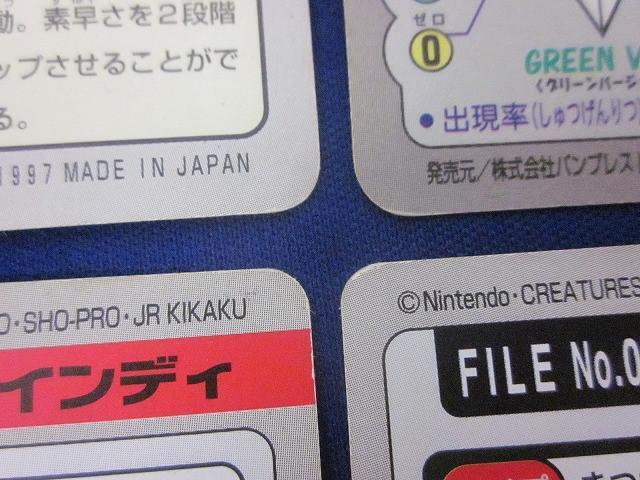 動。素早さを２段階
ップさせることがで
る。
1997 MADE IN JAPAN
ゼロ
0
GREEN V
(グリーンバージ
•出現率(しゅつげんりつ)
発売元／株式会社バンプレスト
O・SHO-PRO・JR KIKAKU
インディ
©Nintendo・CREATURES
FILE No.0